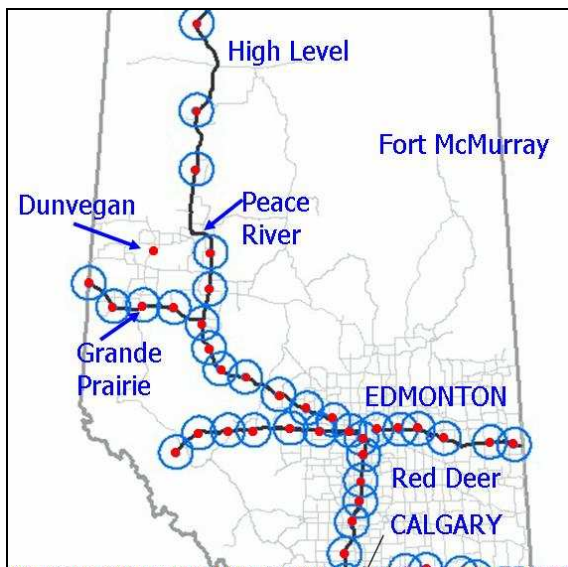 High Level
Fort McMurray
Dunvegan
Peace
River
Grande
Prairie
EDMONTON
Red Deer
CALGARY